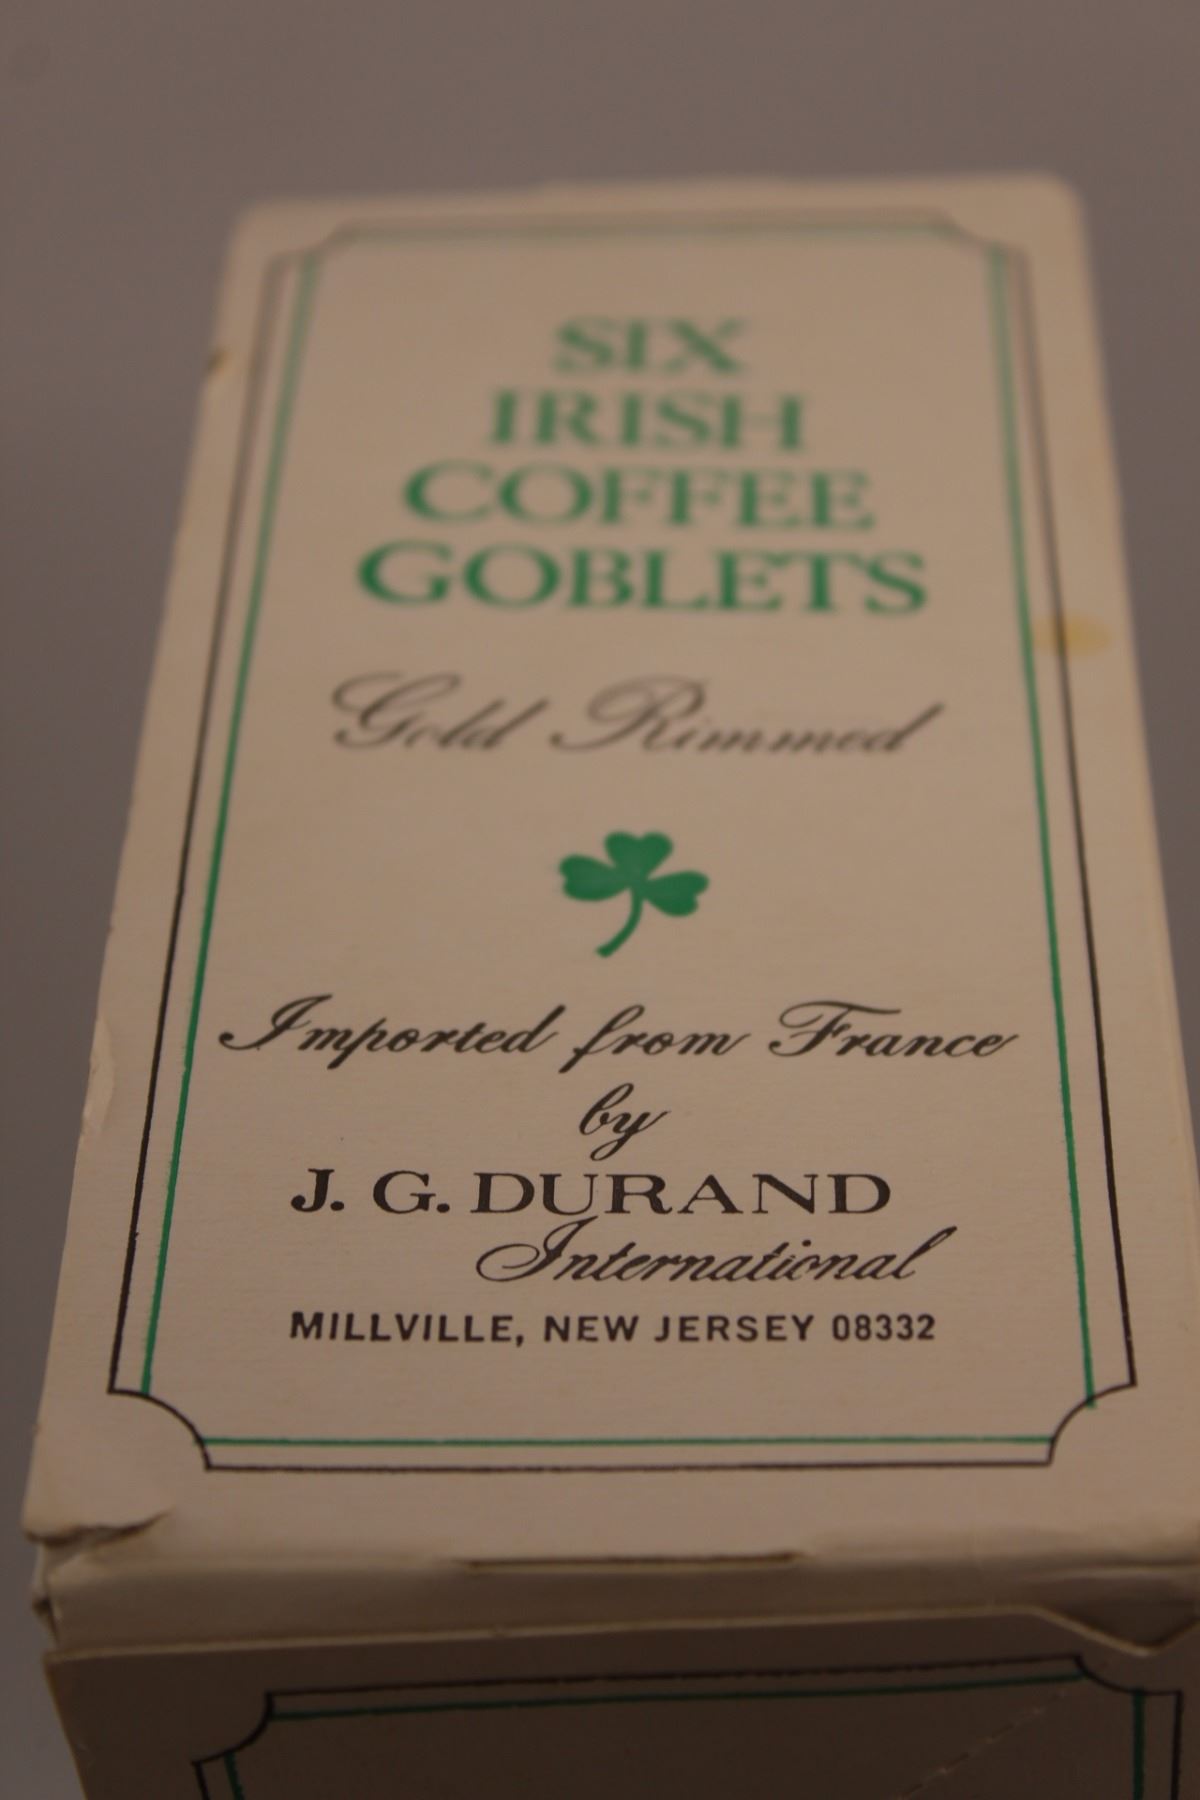 SIX
IRISH
COFFEE
GOBLETS
Gold Rimmed
Imported from France
by
J. G. DURAND
International
MILLVILLE, NEW JERSEY 08332